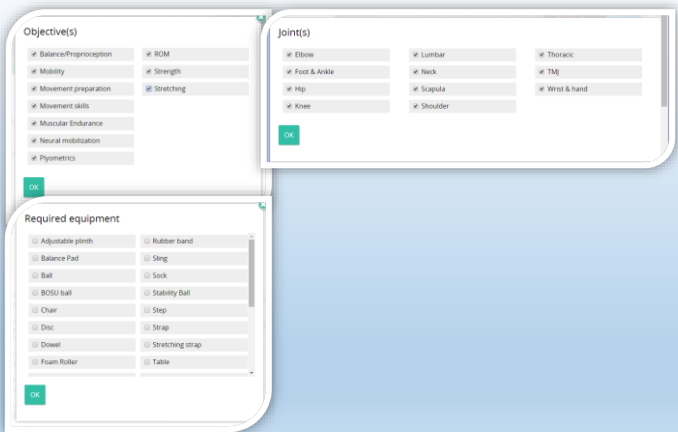 Objective(s)
Balance/Proprioception ROM
Mobility Strength
Movement preparation Stretching
Movement skills
Muscular Endurance
Neural mobilization
Plyometrics
OK
Joint(s)
Elbow Lumbar Thoracic
Foot & Ankle Neck TMJ
Hip Scapula Wrist & hand
Knee Shoulder
OK
Required equipment
Adjustable plinth Rubber band
Balance Pad Sling
Ball Sock
BOSU ball Stability Ball
Chair Step
Disc Strap
Dowel Stretching strap
Foam Roller Table
OK